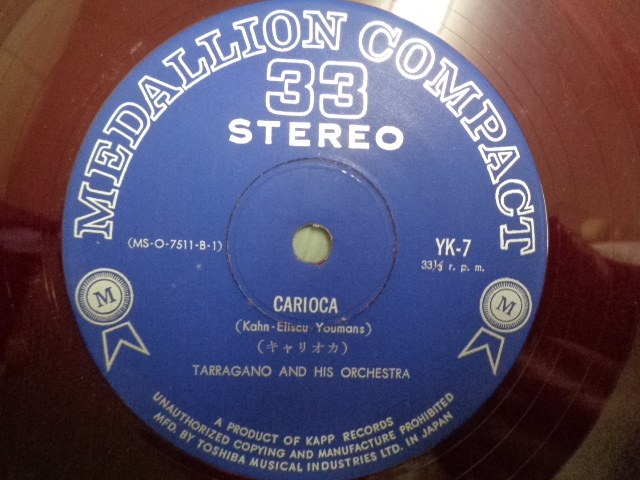 MEDALLION COMPACT
33
STEREO
(MS-O-7511-B-1)
YK-7
33⅓ r. p. m.
M
M
CARIOCA
(Kahn-Eliscu-Youmans)
(キャリオカ)
TARRAGANO AND HIS ORCHESTRA
A PRODUCT OF KAPP RECORDS
UNAUTHORIZED COPYING AND MANUFACTURE PROHIBITED
MFD. BY TOSHIBA MUSICAL INDUSTRIES LTD. IN JAPAN